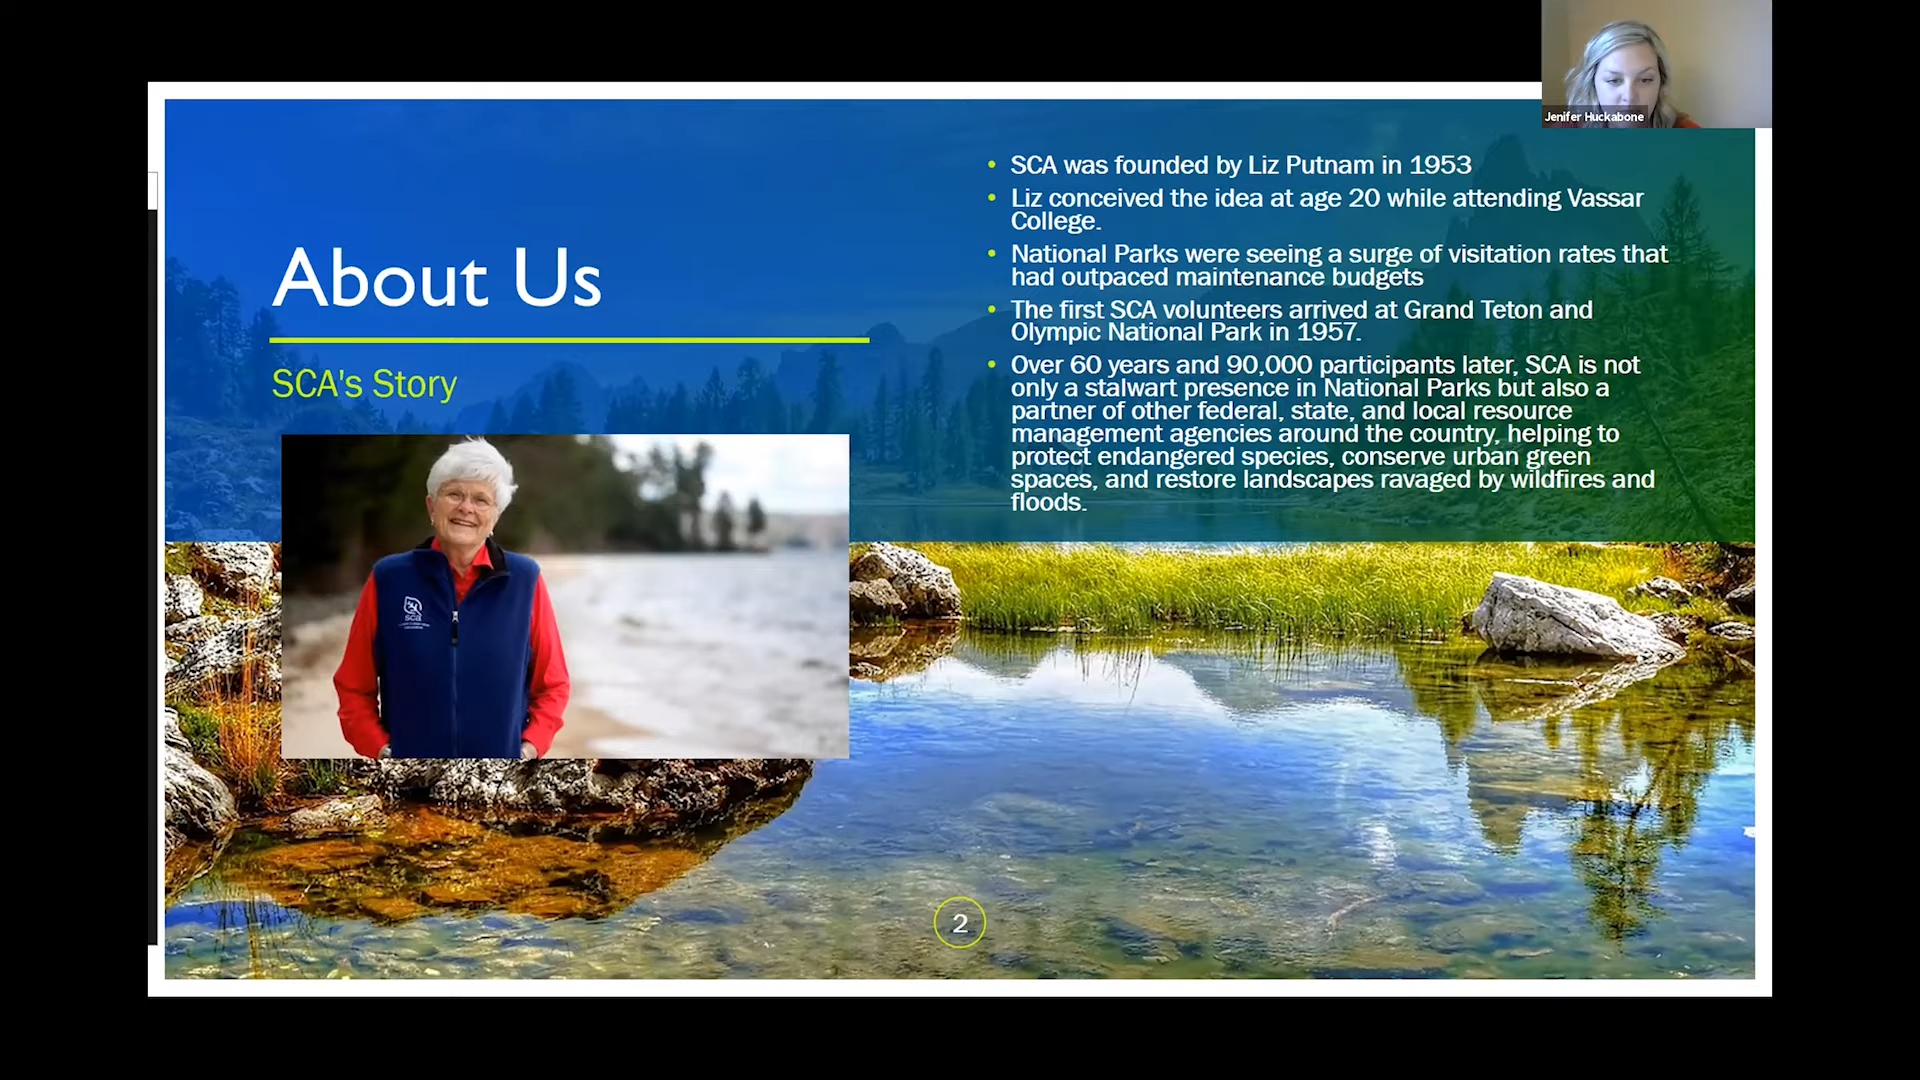 Jenifer Huckabone
About Us
SCA's Story
• SCA was founded by Liz Putnam in 1953
• Liz conceived the idea at age 20 while attending Vassar
College.
• National Parks were seeing a surge of visitation rates that
had outpaced maintenance budgets
• The first SCA volunteers arrived at Grand Teton and
Olympic National Park in 1957.
• Over 60 years and 90,000 participants later, SCA is not
only a stalwart presence in National Parks but also a
partner of other federal, state, and local resource
management agencies around the country, helping to
protect endangered species, conserve urban green
spaces, and restore landscapes ravaged by wildfires and
floods.
sca
2